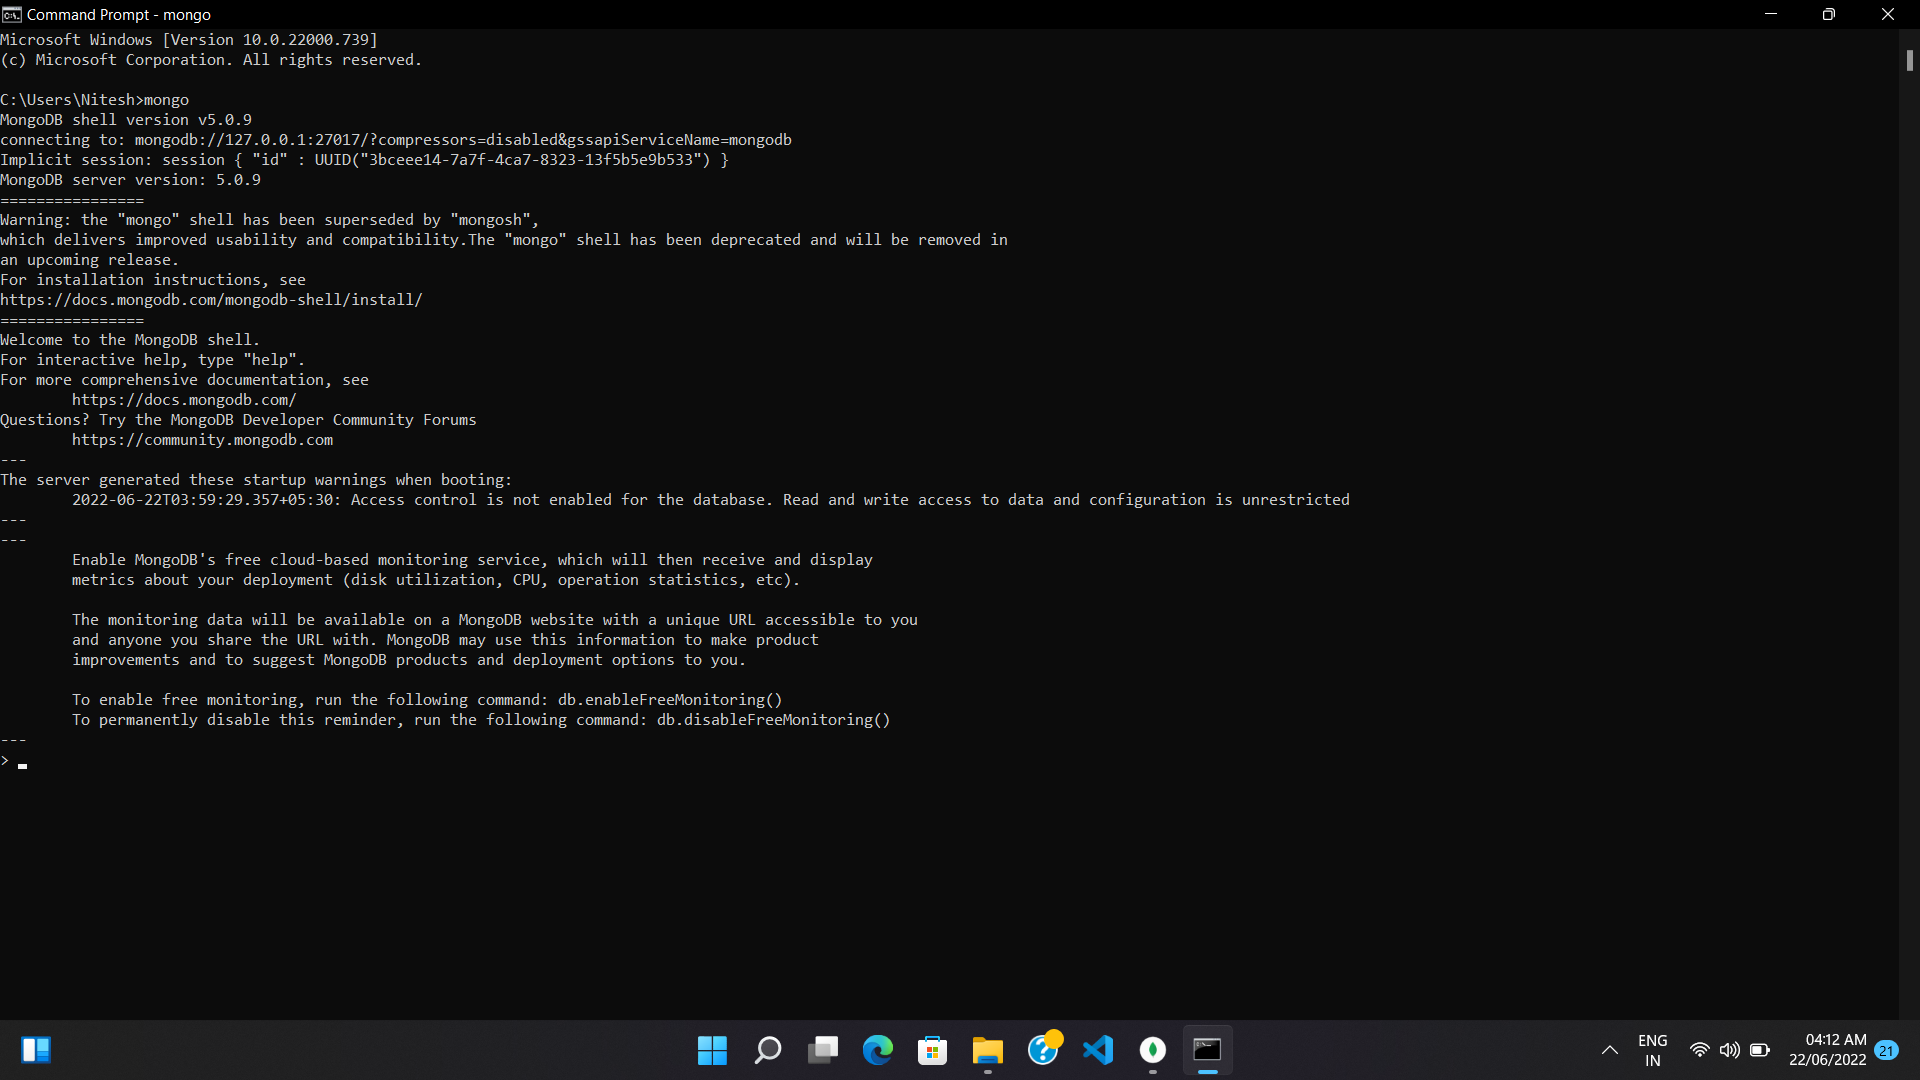 Command Prompt - mongo
Microsoft Windows [Version 10.0.22000.739]
(c) Microsoft Corporation. All rights reserved.
C:\Users\Nitesh>mongo
MongoDB shell version v5.0.9
connecting to: mongodb://127.0.0.1:27017/?compressors=disabled&gssapiServiceName=mongodb
Implicit session: session { "id" : UUID("3bceee14-7a7f-4ca7-8323-13f5b5e9b533") }
MongoDB server version: 5.0.9
================
Warning: the "mongo" shell has been superseded by "mongosh",
which delivers improved usability and compatibility.The "mongo" shell has been deprecated and will be removed in
an upcoming release.
For installation instructions, see
https://docs.mongodb.com/mongodb-shell/install/
================
Welcome to the MongoDB shell.
For interactive help, type "help".
For more comprehensive documentation, see
https://docs.mongodb.com/
Questions? Try the MongoDB Developer Community Forums
https://community.mongodb.com
---
The server generated these startup warnings when booting:
2022-06-22T03:59:29.357+05:30: Access control is not enabled for the database. Read and write access to data and configuration is unrestricted
---
---
Enable MongoDB's free cloud-based monitoring service, which will then receive and display
metrics about your deployment (disk utilization, CPU, operation statistics, etc).
The monitoring data will be available on a MongoDB website with a unique URL accessible to you
and anyone you share the URL with. MongoDB may use this information to make product
improvements and to suggest MongoDB products and deployment options to you.
To enable free monitoring, run the following command: db.enableFreeMonitoring()
To permanently disable this reminder, run the following command: db.disableFreeMonitoring()
---
>
ENG
IN
04:12 AM
22/06/2022
21